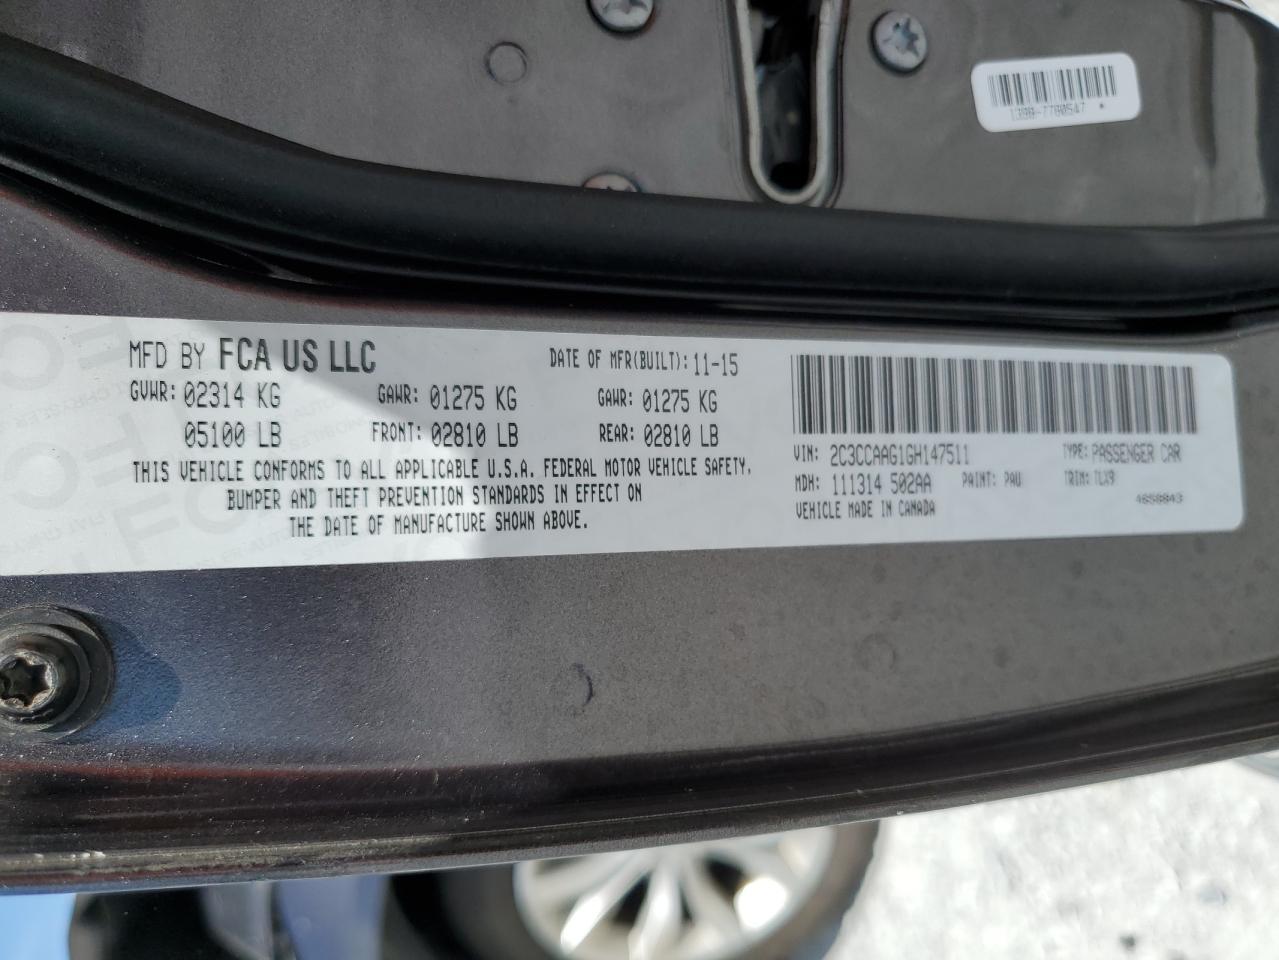 1398-7780547 *
MFD BY FCA US LLC DATE OF MFR(BUILT): 11-15
GVWR: 02314 KG GAWR: 01275 KG GAWR: 01275 KG
05100 LB FRONT: 02810 LB REAR: 02810 LB
THIS VEHICLE CONFORMS TO ALL APPLICABLE U.S.A. FEDERAL MOTOR VEHICLE SAFETY,
BUMPER AND THEFT PREVENTION STANDARDS IN EFFECT ON
THE DATE OF MANUFACTURE SHOWN ABOVE.
VIN: 2C3CCAAG1GH147511 TYPE: PASSENGER CAR
MDH: 111314 502AA PAINT: PAU TRIM: TLX9
VEHICLE MADE IN CANADA 4658843